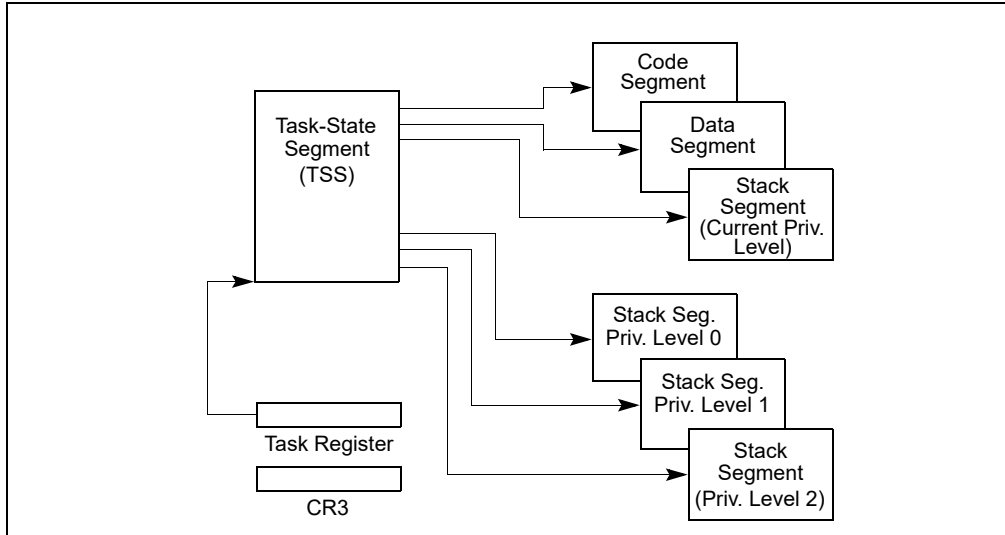 Task-State
Segment
(TSS)
Code
Segment
Data
Segment
Stack
Segment
(Current Priv.
Level)
Stack Seg.
Priv. Level 0
Stack Seg.
Priv. Level 1
Stack
Segment
(Priv. Level 2)
Task Register
CR3